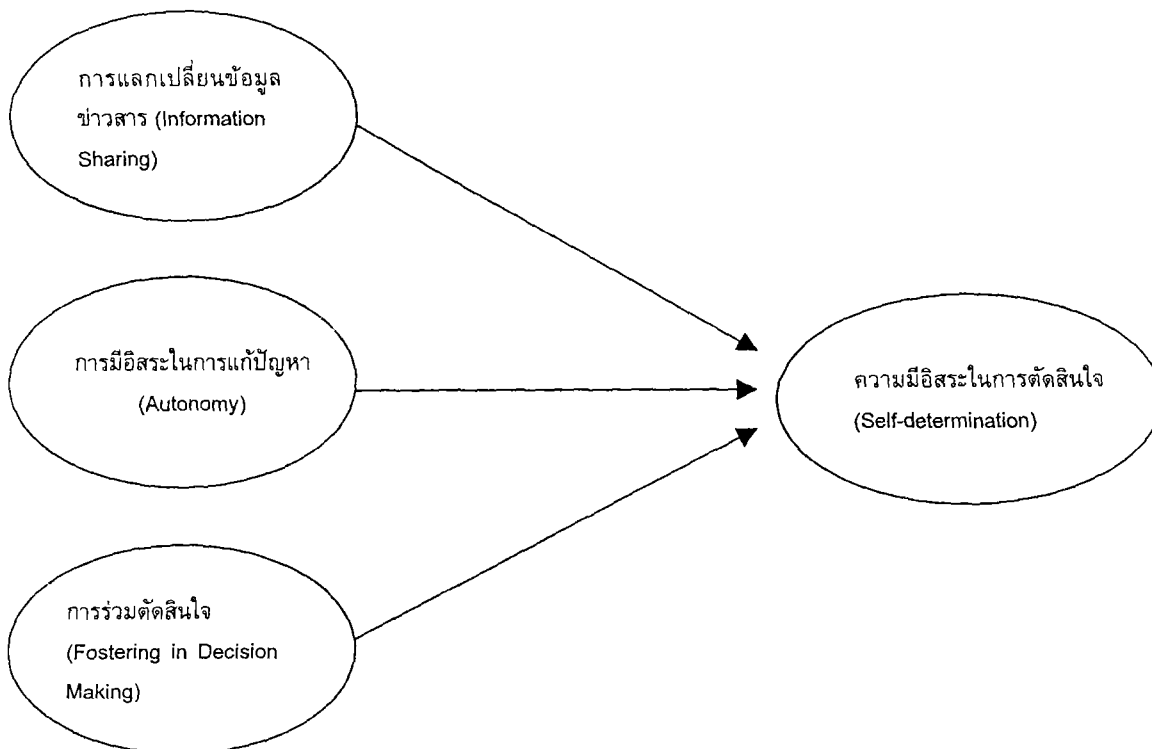 การแลกเปลี่ยนข้อมูล
ข่าวสาร (Information
Sharing)
การมีอิสระในการแก้ปัญหา
(Autonomy)
การร่วมตัดสินใจ
(Fostering in Decision
Making)
ความมีอิสระในการตัดสินใจ
(Self-determination)